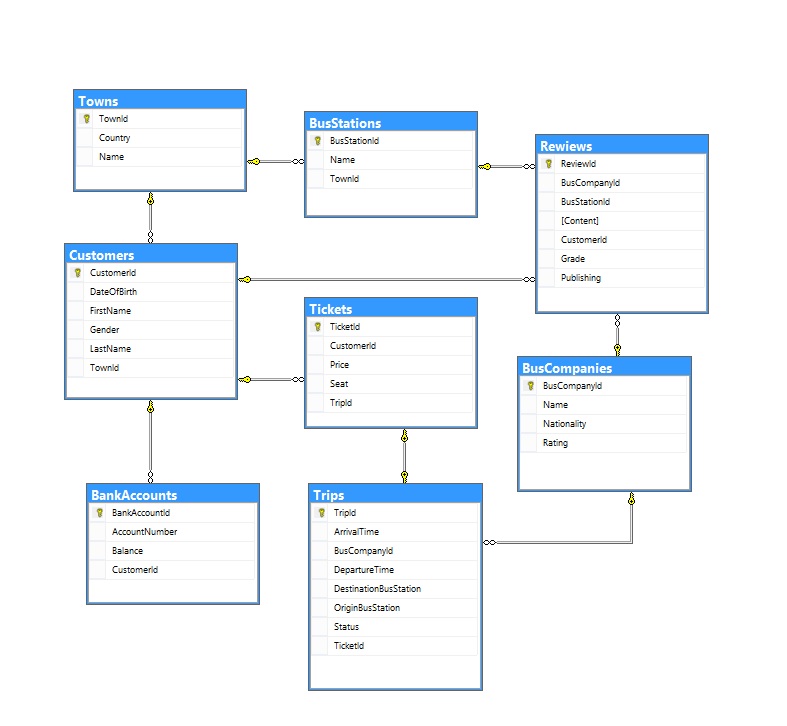 Towns
TownId
Country
Name
BusStations
BusStationId
Name
TownId
Rewiews
ReviewId
BusCompanyId
BusStationId
[Content]
CustomerId
Grade
Publishing
Customers
CustomerId
DateOfBirth
FirstName
Gender
LastName
TownId
Tickets
TicketId
CustomerId
Price
Seat
TripId
BusCompanies
BusCompanyId
Name
Nationality
Rating
BankAccounts
BankAccountId
AccountNumber
Balance
CustomerId
Trips
TripId
ArrivalTime
BusCompanyId
DepartureTime
DestinationBusStation
OriginBusStation
Status
TicketId